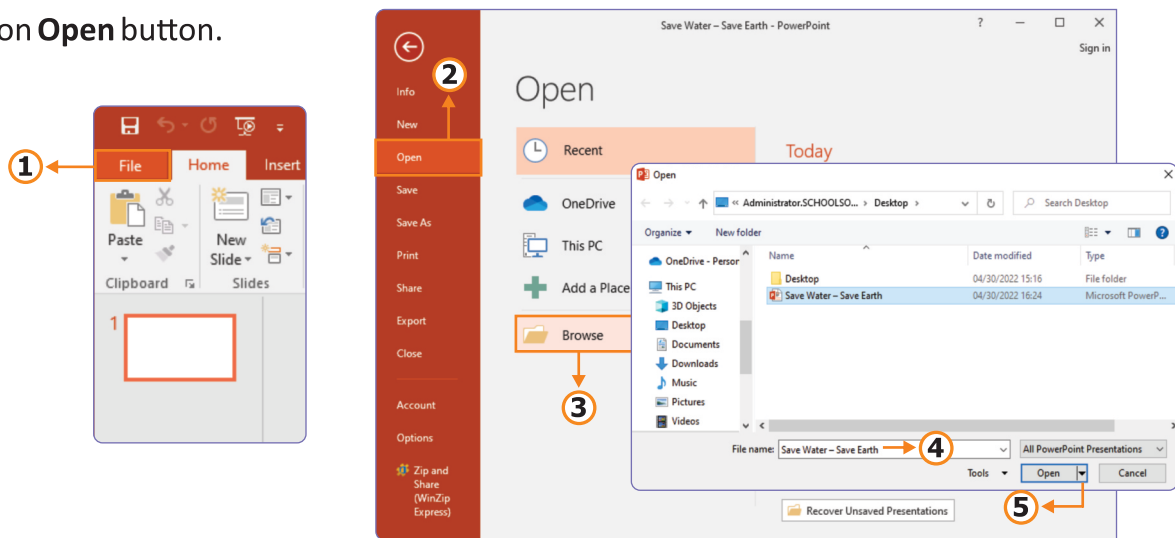 on Open button.
1
File
Home
Insert
Paste
New
Slide
Clipboard
Slides
1
Save Water – Save Earth - PowerPoint
?
Sign in
2
Info
New
Open
Save
Save As
Print
Share
Export
Close
Account
Options
Zip and
Share
(WinZip
Express)
Open
Recent
OneDrive
This PC
Add a Place
Browse
3
Today
Open
« Administrator.SCHOOLSO... › Desktop ›
Search Desktop
Organize
New folder
?
OneDrive - Person
This PC
3D Objects
Desktop
Documents
Downloads
Music
Pictures
Videos
Name
Date modified
Type
Desktop
04/30/2022 15:16
File folder
Save Water – Save Earth
04/30/2022 16:24
Microsoft PowerP...
File name:
Save Water – Save Earth
4
All PowerPoint Presentations
Tools
Open
Cancel
5
Recover Unsaved Presentations